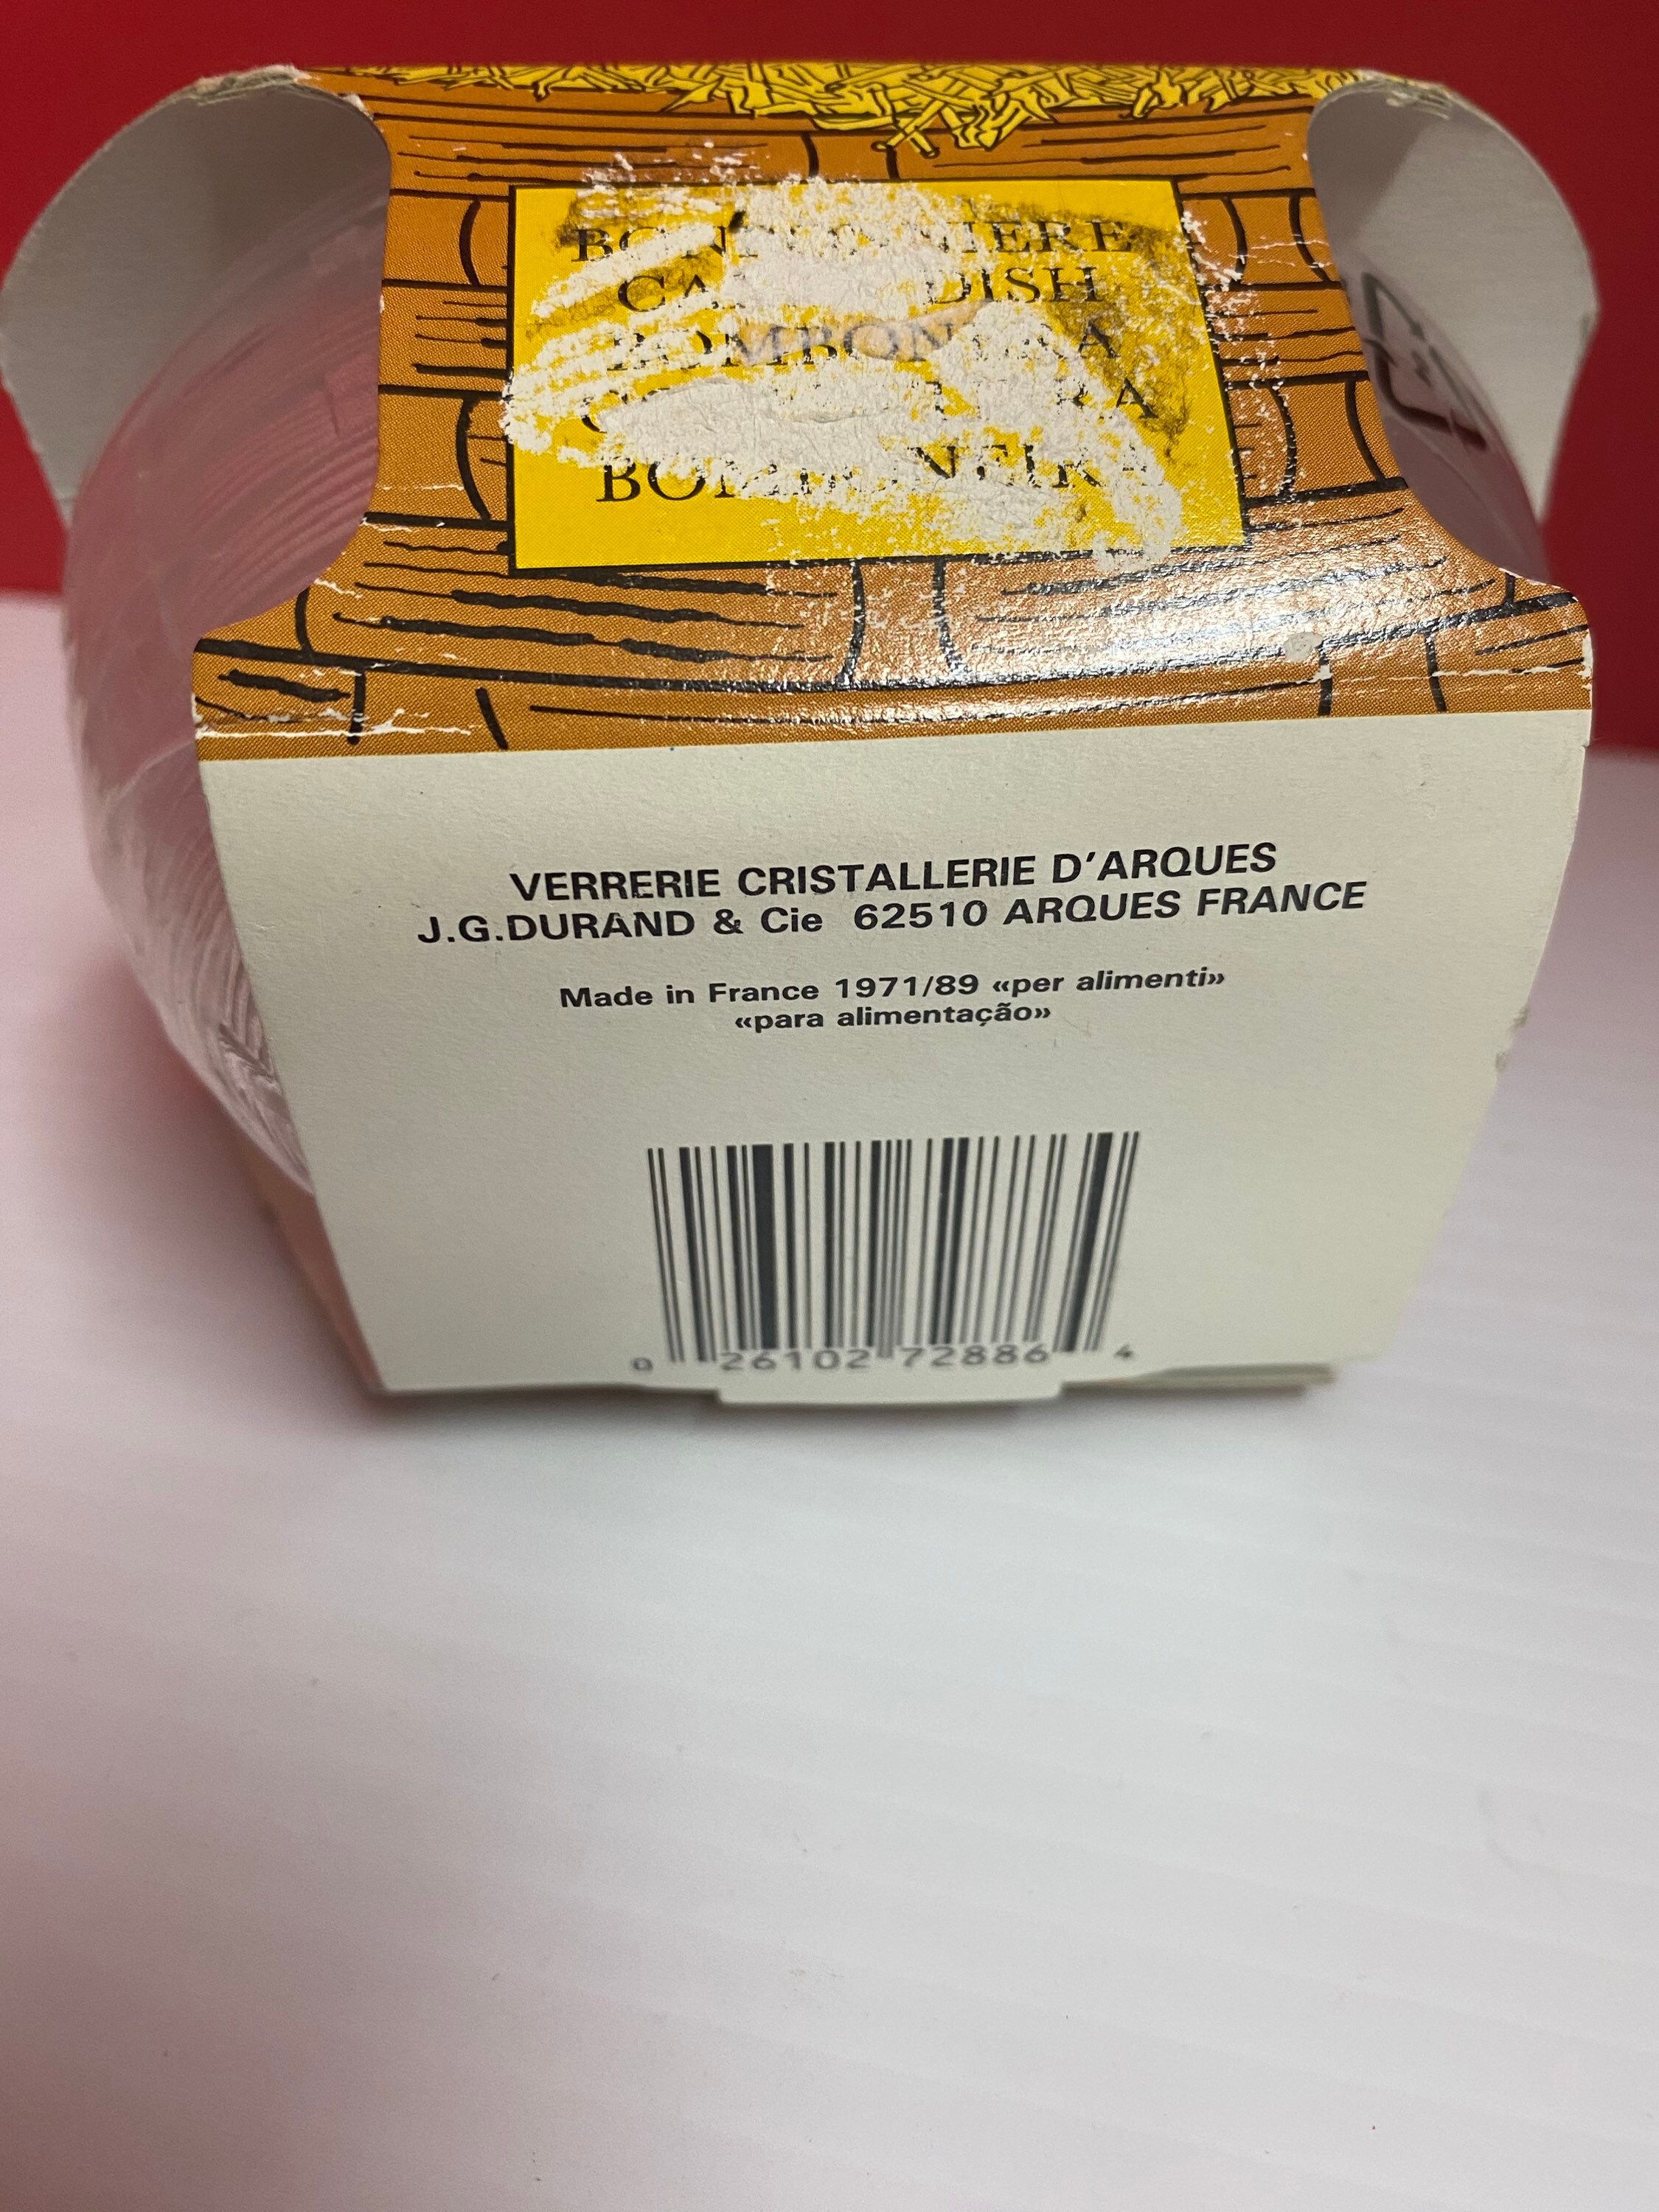 DISH
VERRERIE CRISTALLERIE D'ARQUES
J.G.DURAND & Cie 62510 ARQUES FRANCE
Made in France 1971/89 «per alimenti»
«para alimentação»
0 26102 72886 4